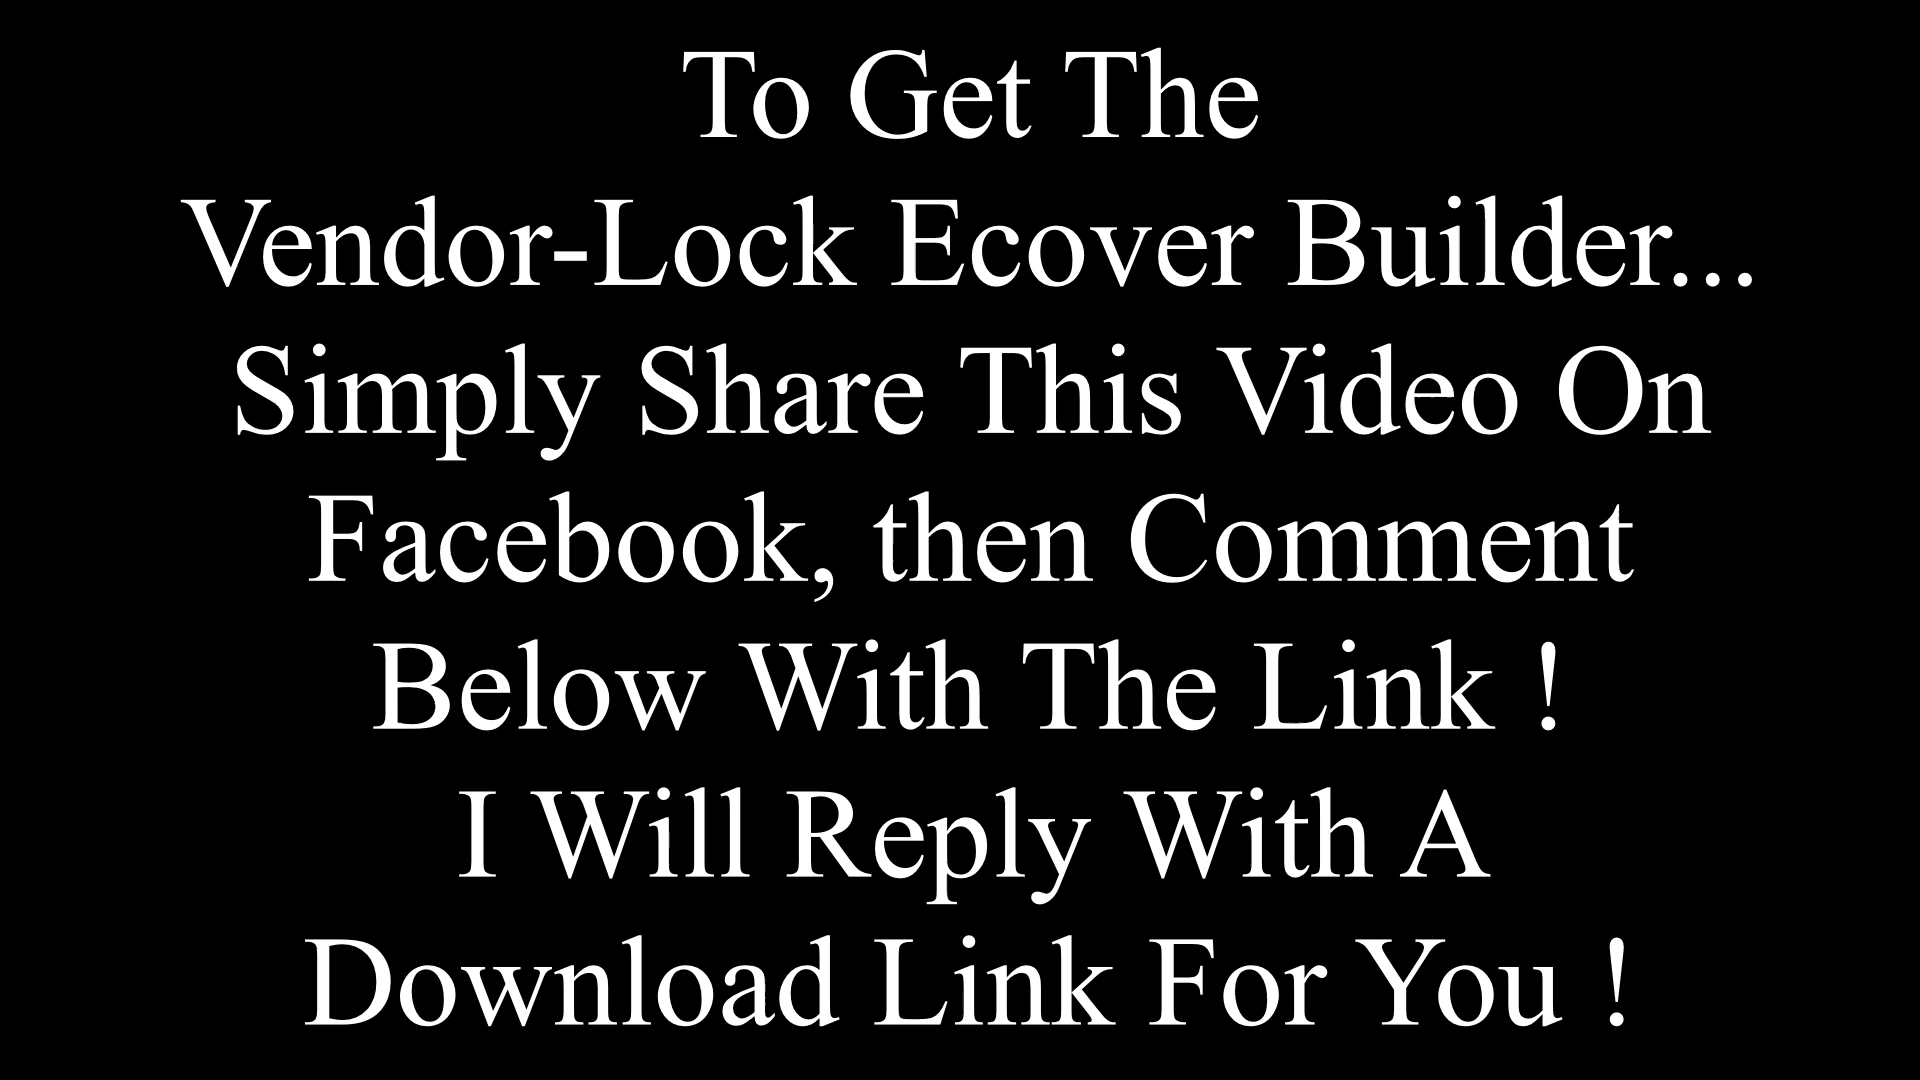 To Get The
Vendor-Lock Ecover Builder...
Simply Share This Video On
Facebook, then Comment
Below With The Link !
I Will Reply With A
Download Link For You !